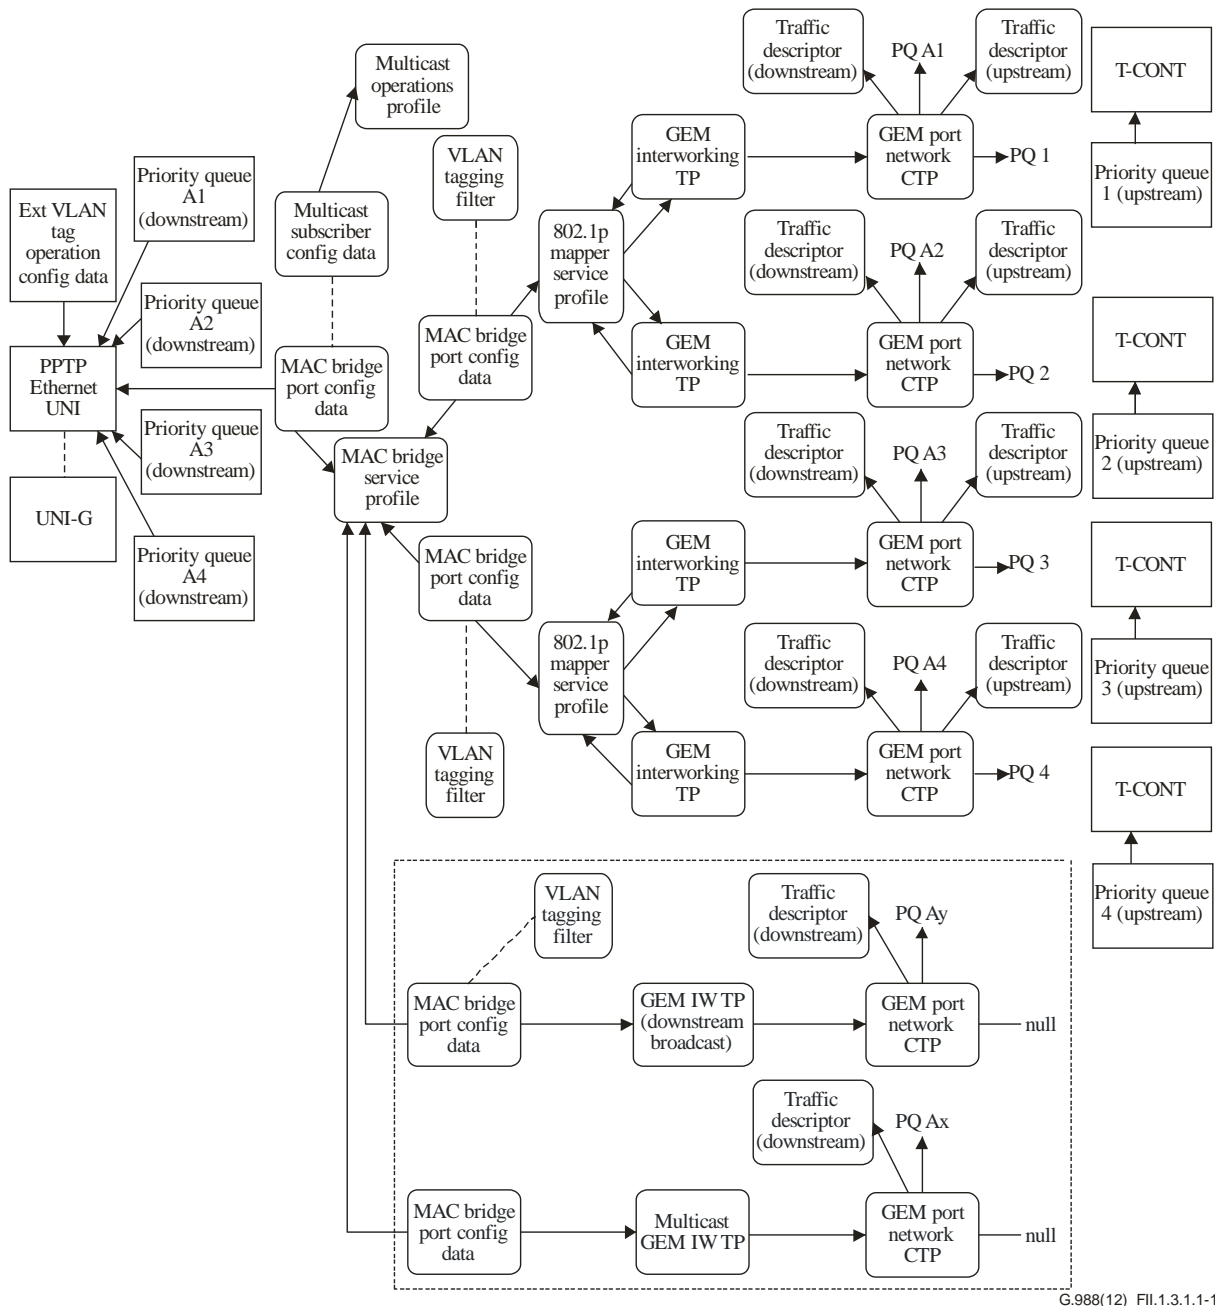 Traffic
descriptor
(downstream)
PQ A1
Traffic
descriptor
(upstream)
T-CONT
Multicast
operations
profile
GEM
interworking
TP
GEM port
network
CTP
PQ 1
Priority queue
1 (upstream)
VLAN
tagging
filter
Priority queue
A1
(downstream)
Ext VLAN
tag
operation
config data
Multicast
subscriber
config data
802.1p
mapper
service
profile
Traffic
descriptor
(downstream)
PQ A2
Traffic
descriptor
(upstream)
Priority queue
A2
(downstream)
T-CONT
PPTP
Ethernet
UNI
MAC bridge
port config
data
MAC bridge
port config
data
GEM
interworking
TP
GEM port
network
CTP
PQ 2
Priority queue
A3
(downstream)
MAC bridge
service
profile
Traffic
descriptor
(downstream)
PQ A3
Traffic
descriptor
(upstream)
Priority queue
2 (upstream)
UNI-G
Priority queue
A4
(downstream)
MAC bridge
port config
data
GEM
interworking
TP
GEM port
network
CTP
PQ 3
T-CONT
802.1p
mapper
service
profile
Traffic
descriptor
(downstream)
PQ A4
Traffic
descriptor
(upstream)
Priority queue
3 (upstream)
VLAN
tagging
filter
GEM
interworking
TP
GEM port
network
CTP
PQ 4
T-CONT
VLAN
tagging
filter
Traffic
descriptor
(downstream)
PQ Ay
Priority queue
4 (upstream)
MAC bridge
port config
data
GEM IW TP
(downstream
broadcast)
GEM port
network
CTP
null
Traffic
descriptor
(downstream)
PQ Ax
MAC bridge
port config
data
Multicast
GEM IW TP
GEM port
network
CTP
null
G.988(12)_FII.1.3.1.1-1